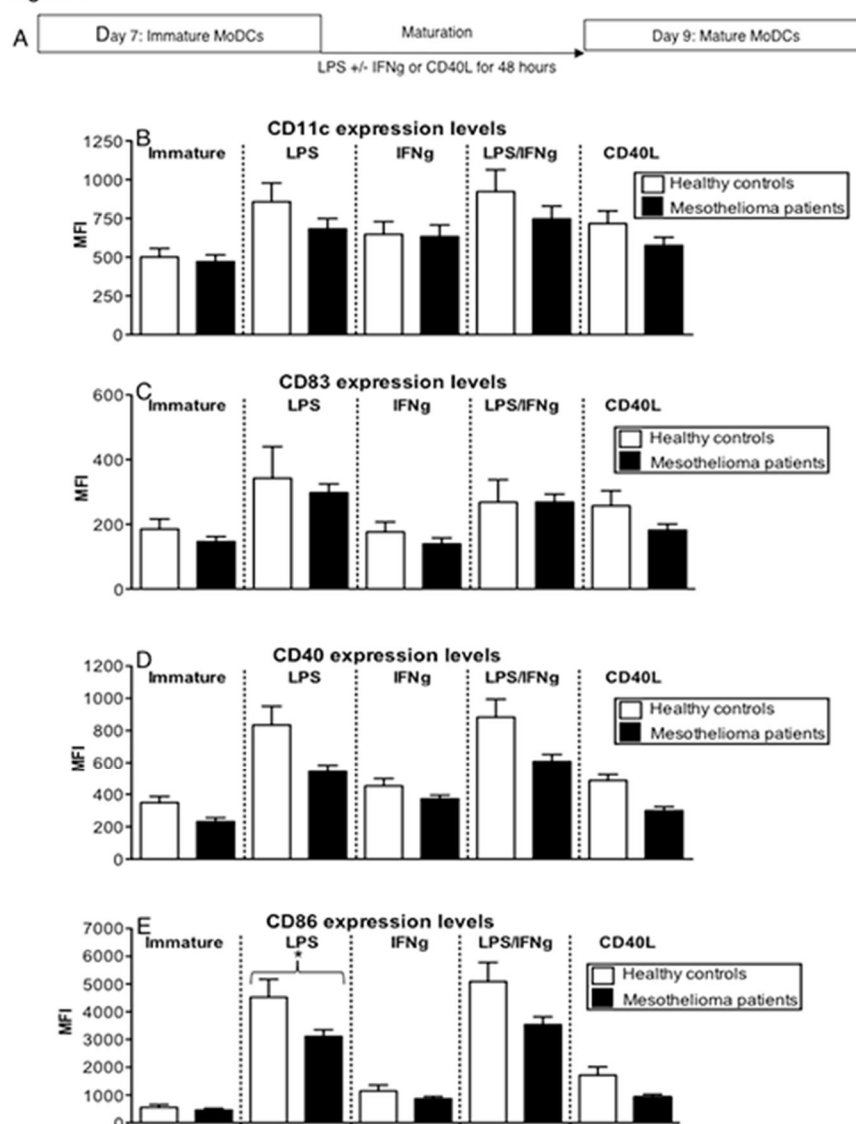 A
Day 7: Immature MoDCs
Maturation
Day 9: Mature MoDCs
LPS +/- IFNg or CD40L for 48 hours
B
CD11c expression levels
Immature LPS IFNg LPS/IFNg CD40L
Healthy controls
Mesothelioma patients
MFI
1250
1000
750
500
250
0
C
CD83 expression levels
Immature LPS IFNg LPS/IFNg CD40L
Healthy controls
Mesothelioma patients
MFI
600
400
200
0
D
CD40 expression levels
Immature LPS IFNg LPS/IFNg CD40L
Healthy controls
Mesothelioma patients
MFI
1200
1000
800
600
400
200
0
E
CD86 expression levels
Immature LPS IFNg LPS/IFNg CD40L
*
Healthy controls
Mesothelioma patients
MFI
7000
6000
5000
4000
3000
2000
1000
0